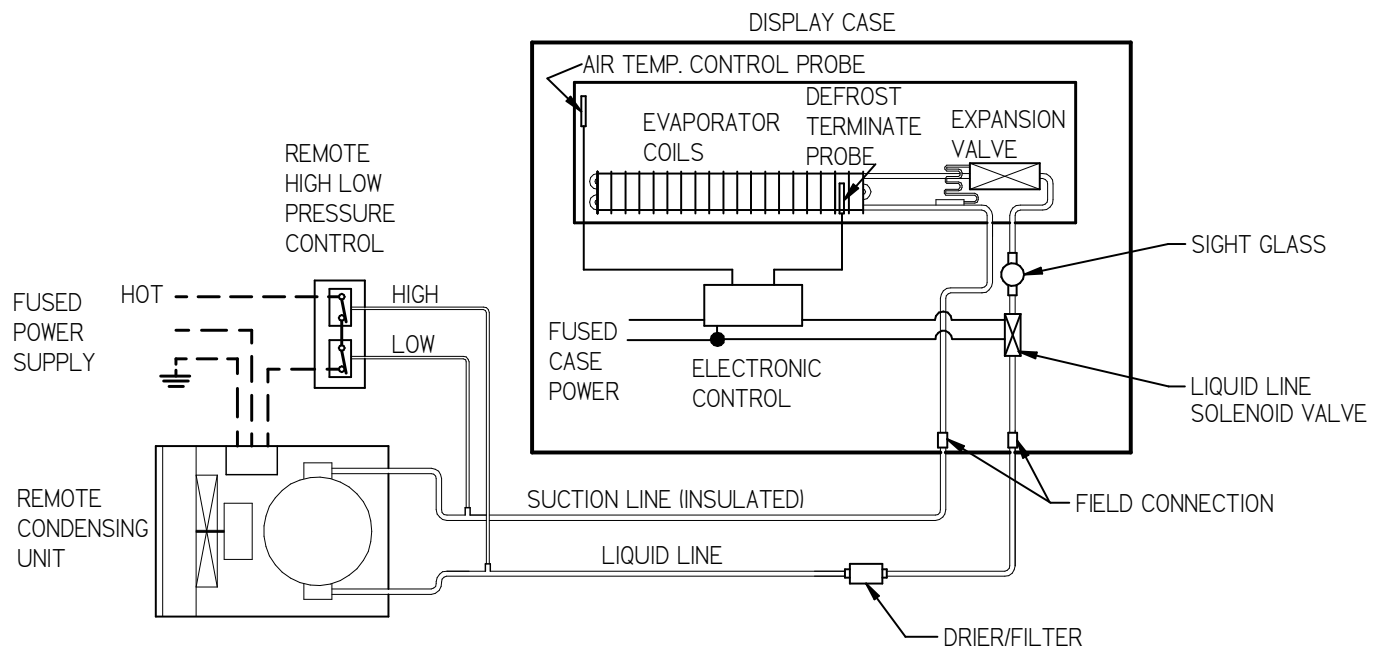 DISPLAY CASE
AIR TEMP. CONTROL PROBE
DEFROST
TERMINATE
PROBE
EVAPORATOR
COILS
EXPANSION
VALVE
REMOTE
HIGH LOW
PRESSURE
CONTROL
SIGHT GLASS
HOT
HIGH
FUSED
POWER
SUPPLY
LOW
FUSED
CASE
POWER
ELECTRONIC
CONTROL
LIQUID LINE
SOLENOID VALVE
REMOTE
CONDENSING
UNIT
SUCTION LINE (INSULATED)
FIELD CONNECTION
LIQUID LINE
DRIER/FILTER